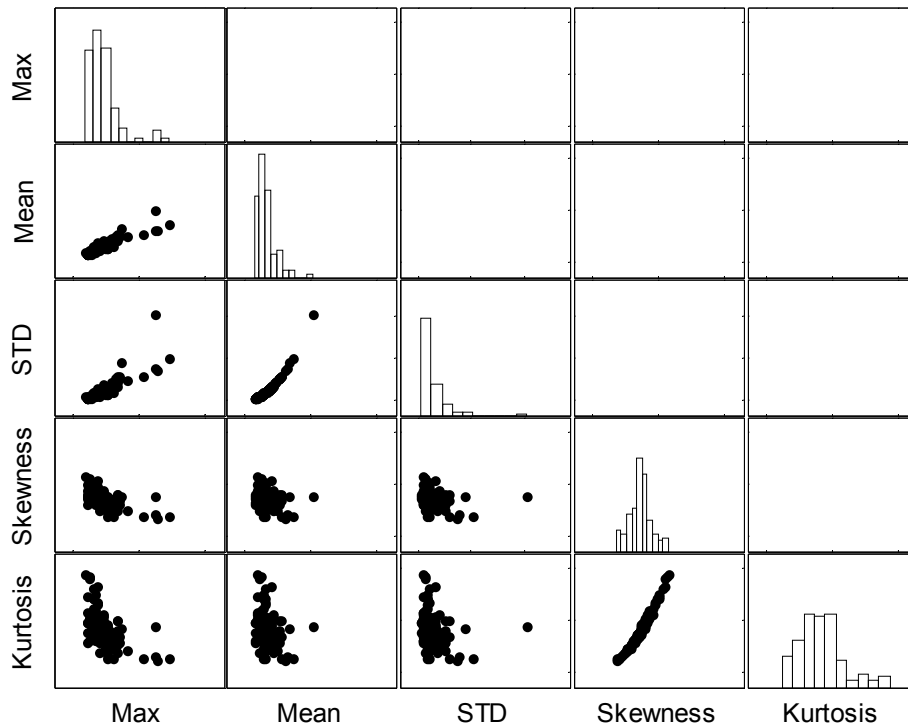 Max
Mean
STD
Skewness
Kurtosis
Max
Mean
STD
Skewness
Kurtosis